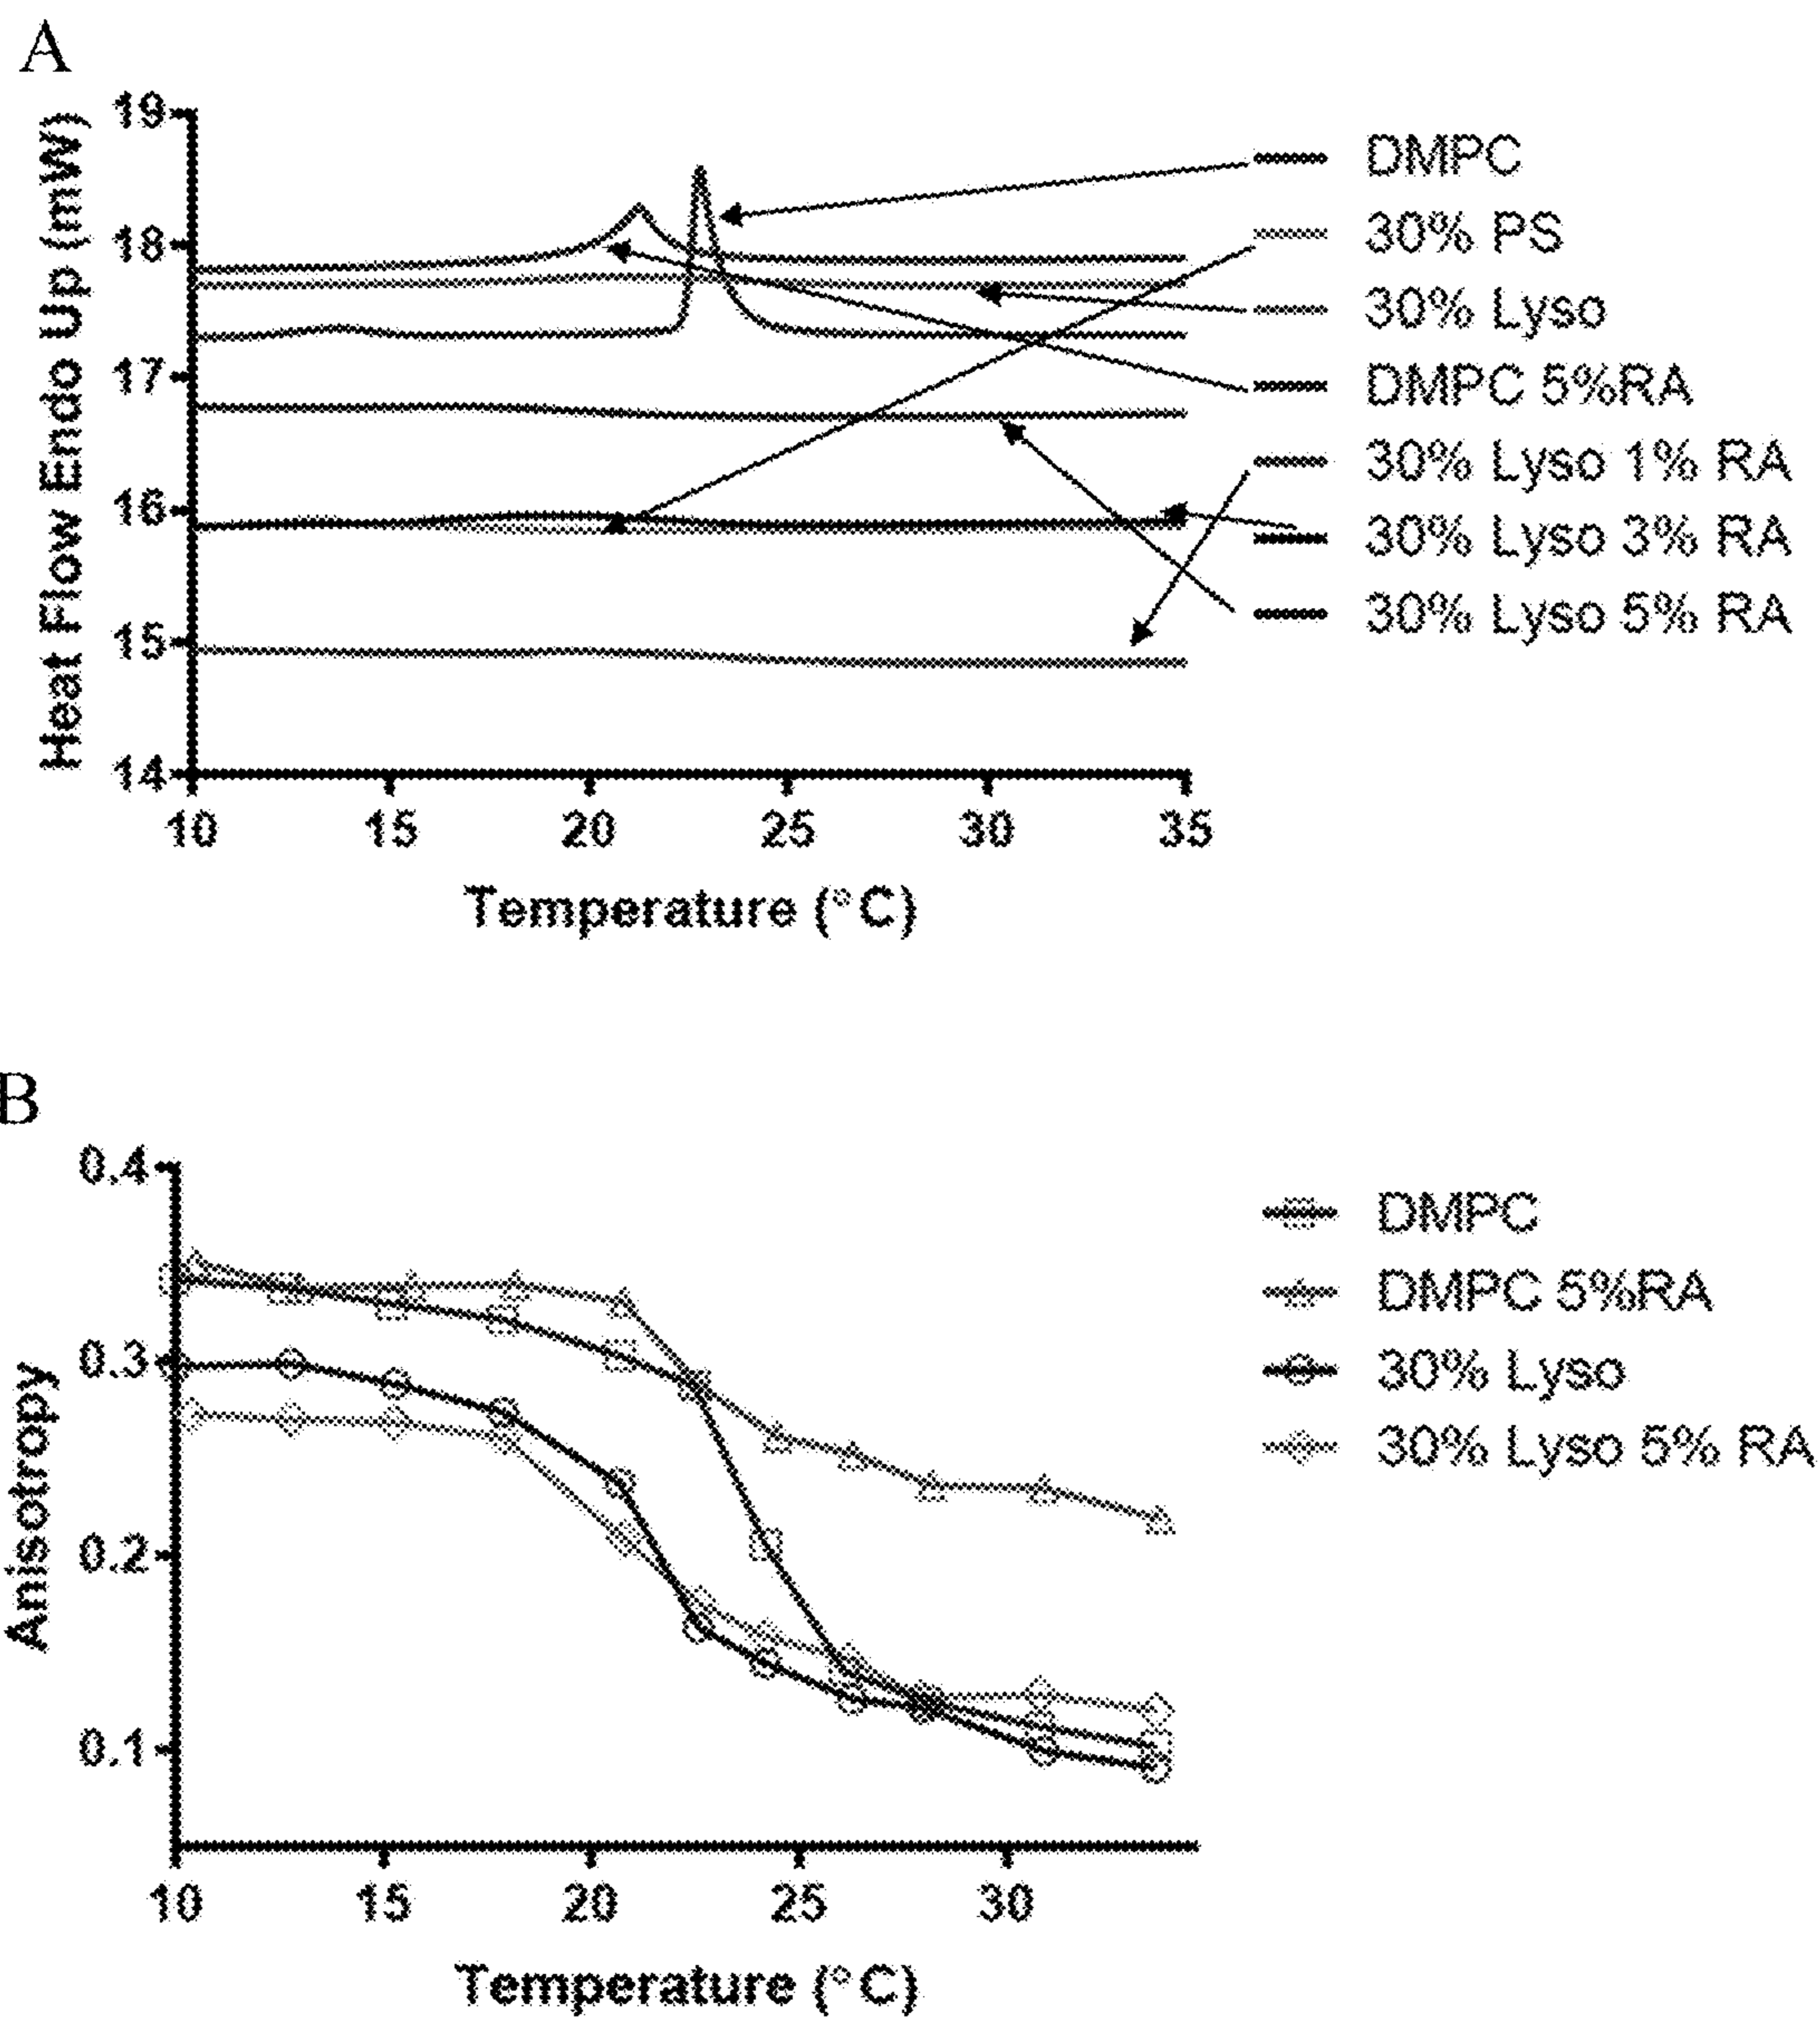 A
Heat Flow Endo Up (mW)
19
18
17
16
15
14
10 15 20 25 30 35
Temperature (°C)
DMPC
30% PS
30% Lyso
DMPC 5%RA
30% Lyso 1% RA
30% Lyso 3% RA
30% Lyso 5% RA
B
Anisotropy
0.4
0.3
0.2
0.1
10 15 20 25 30
Temperature (°C)
DMPC
DMPC 5%RA
30% Lyso
30% Lyso 5% RA